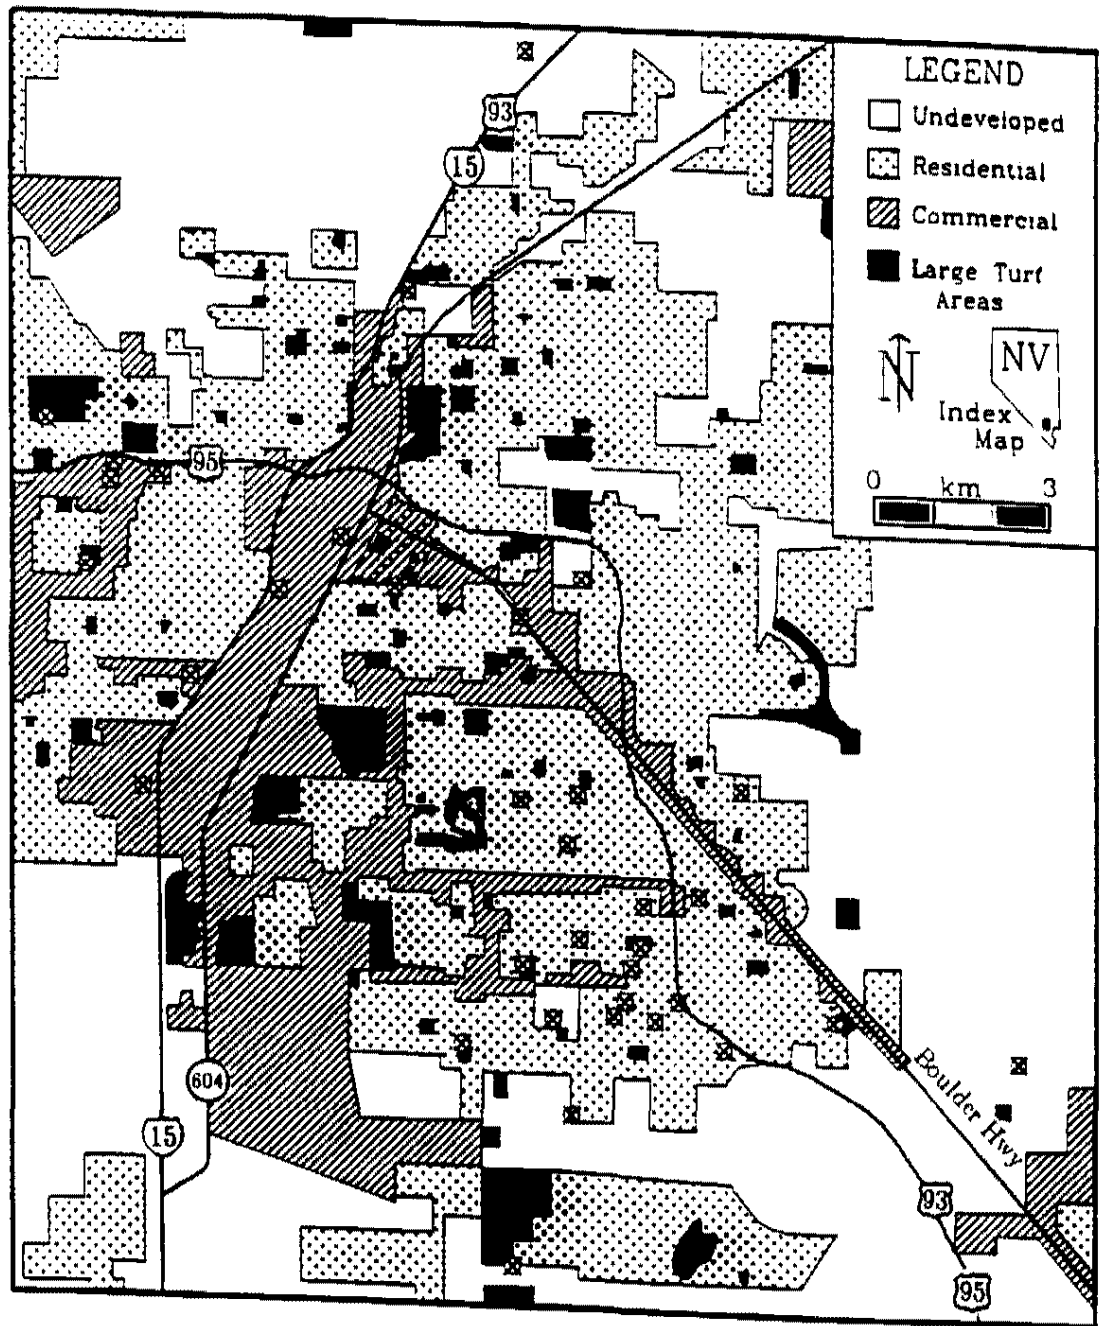 LEGEND
Undeveloped
Residential
Commercial
Large Turf
Areas
N
NV
Index
Map
0 km 3
93
15
95
604
15
Boulder Hwy
93
95